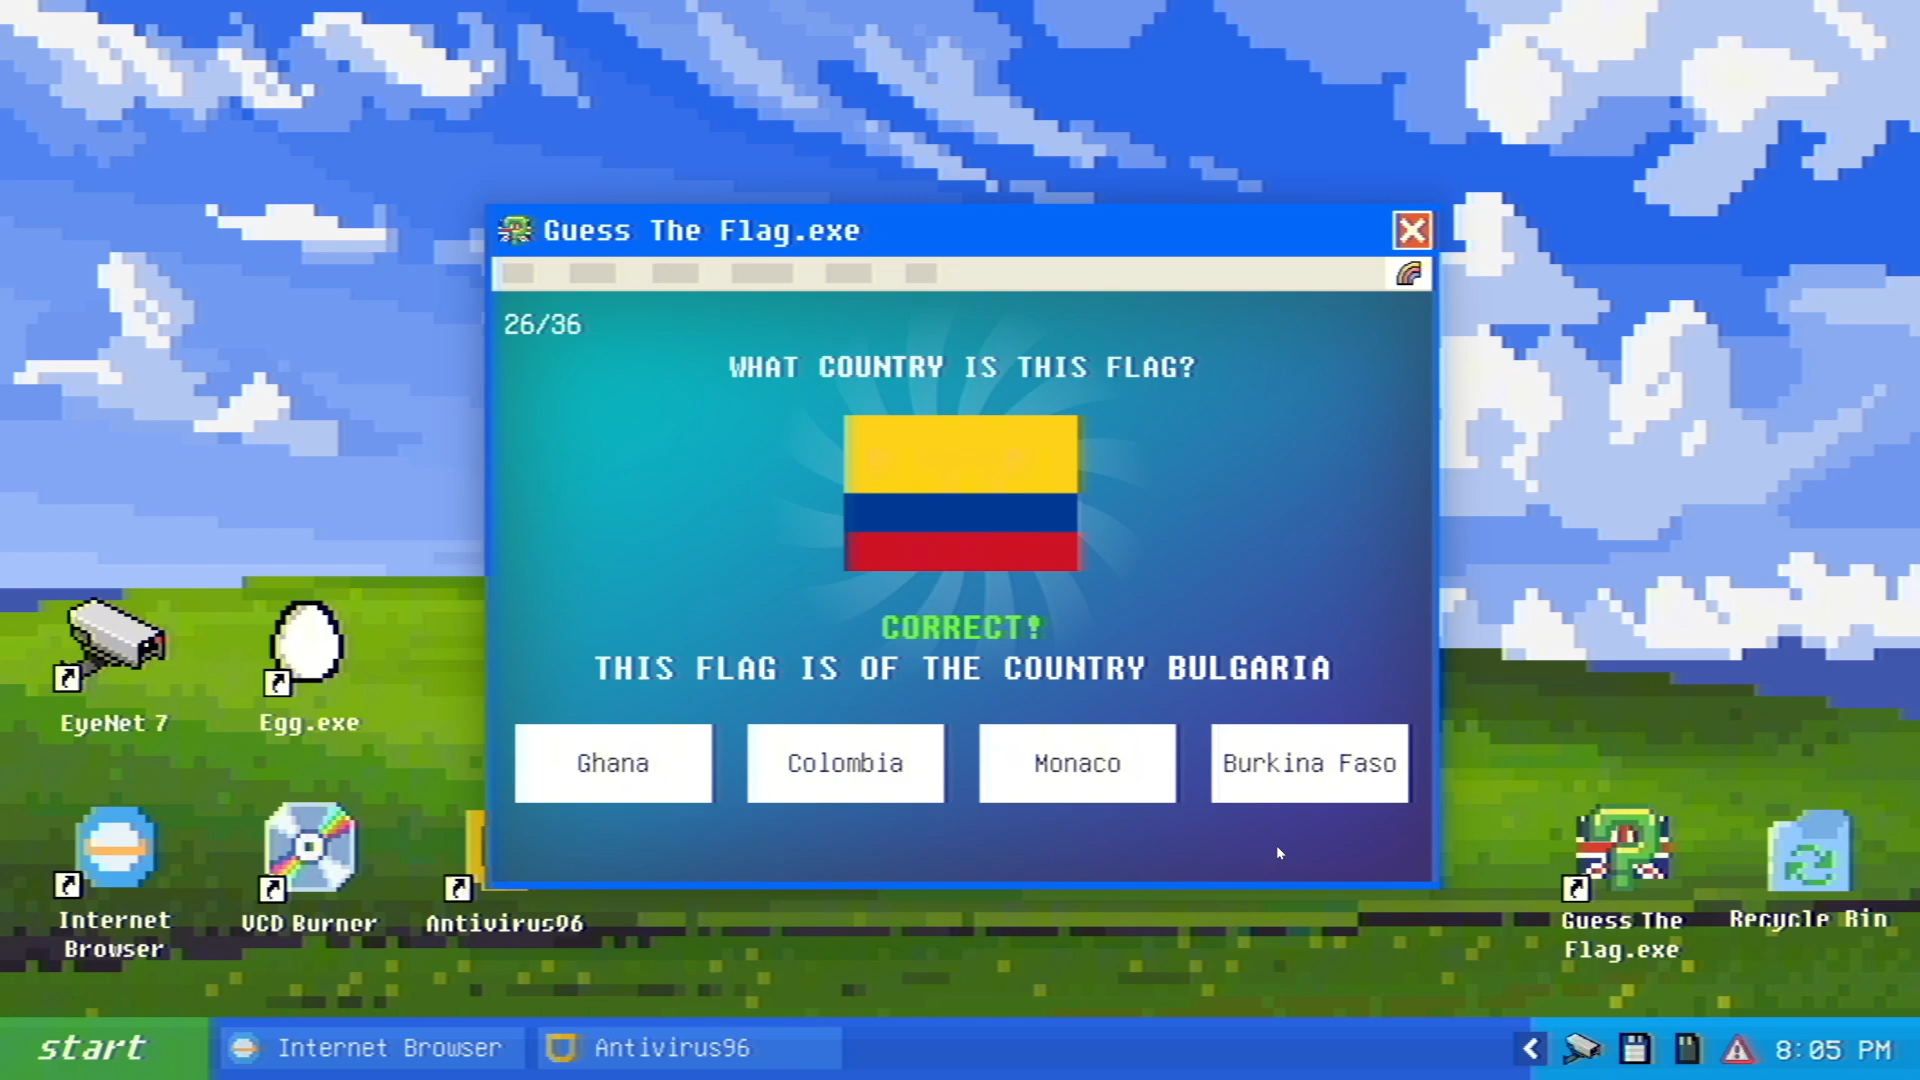 Guess The Flag.exe
26/36
WHAT COUNTRY IS THIS FLAG?
CORRECT!
THIS FLAG IS OF THE COUNTRY BULGARIA
Ghana
Colombia
Monaco
Burkina Faso
EyeNet 7
Egg.exe
Internet
Browser
VCD Burner
Antivirus96
Guess The
Flag.exe
Recycle Bin
start
Internet Browser
Antivirus96
8:05 PM